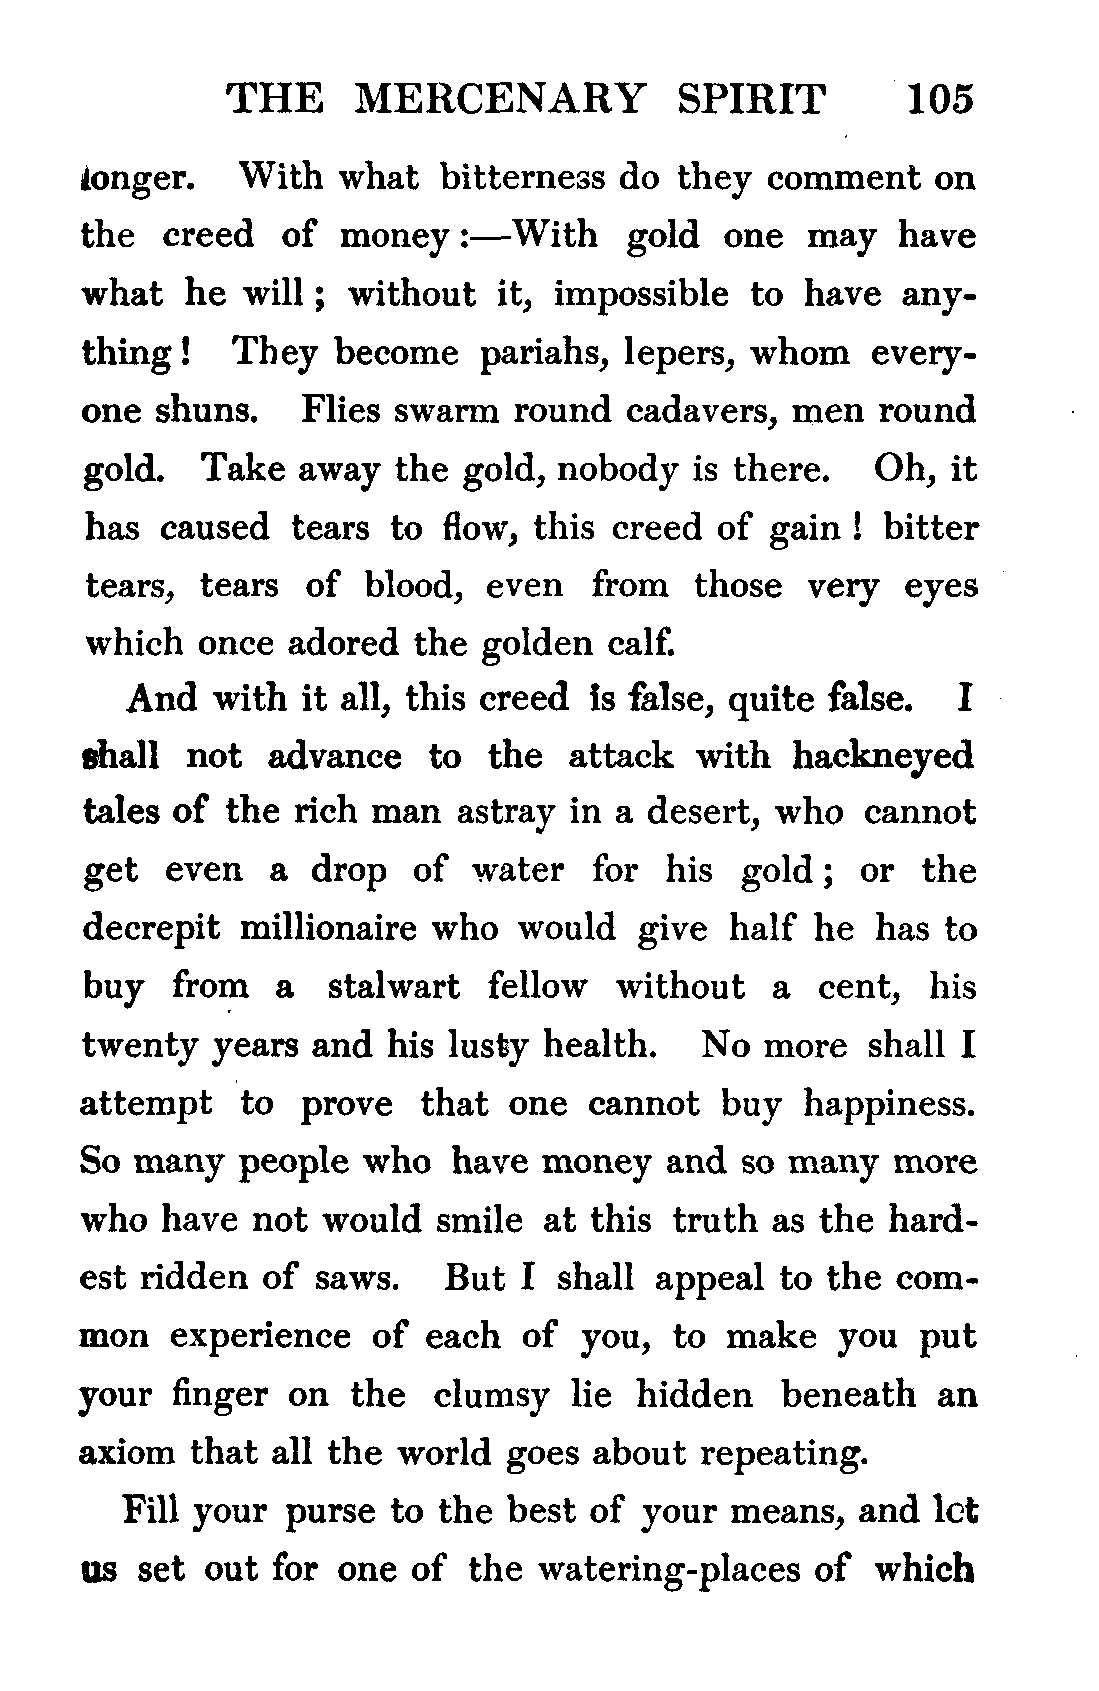 THE MERCENARY SPIRIT 105
longer. With what bitterness do they comment on
the creed of money :—With gold one may have
what he will ; without it, impossible to have any-
thing ! They become pariahs, lepers, whom every-
one shuns. Flies swarm round cadavers, men round
gold. Take away the gold, nobody is there. Oh, it
has caused tears to flow, this creed of gain ! bitter
tears, tears of blood, even from those very eyes
which once adored the golden calf.
And with it all, this creed is false, quite false. I
shall not advance to the attack with hackneyed
tales of the rich man astray in a desert, who cannot
get even a drop of water for his gold ; or the
decrepit millionaire who would give half he has to
buy from a stalwart fellow without a cent, his
twenty years and his lusty health. No more shall I
attempt to prove that one cannot buy happiness.
So many people who have money and so many more
who have not would smile at this truth as the hard-
est ridden of saws. But I shall appeal to the com-
mon experience of each of you, to make you put
your finger on the clumsy lie hidden beneath an
axiom that all the world goes about repeating.
Fill your purse to the best of your means, and let
us set out for one of the watering-places of which